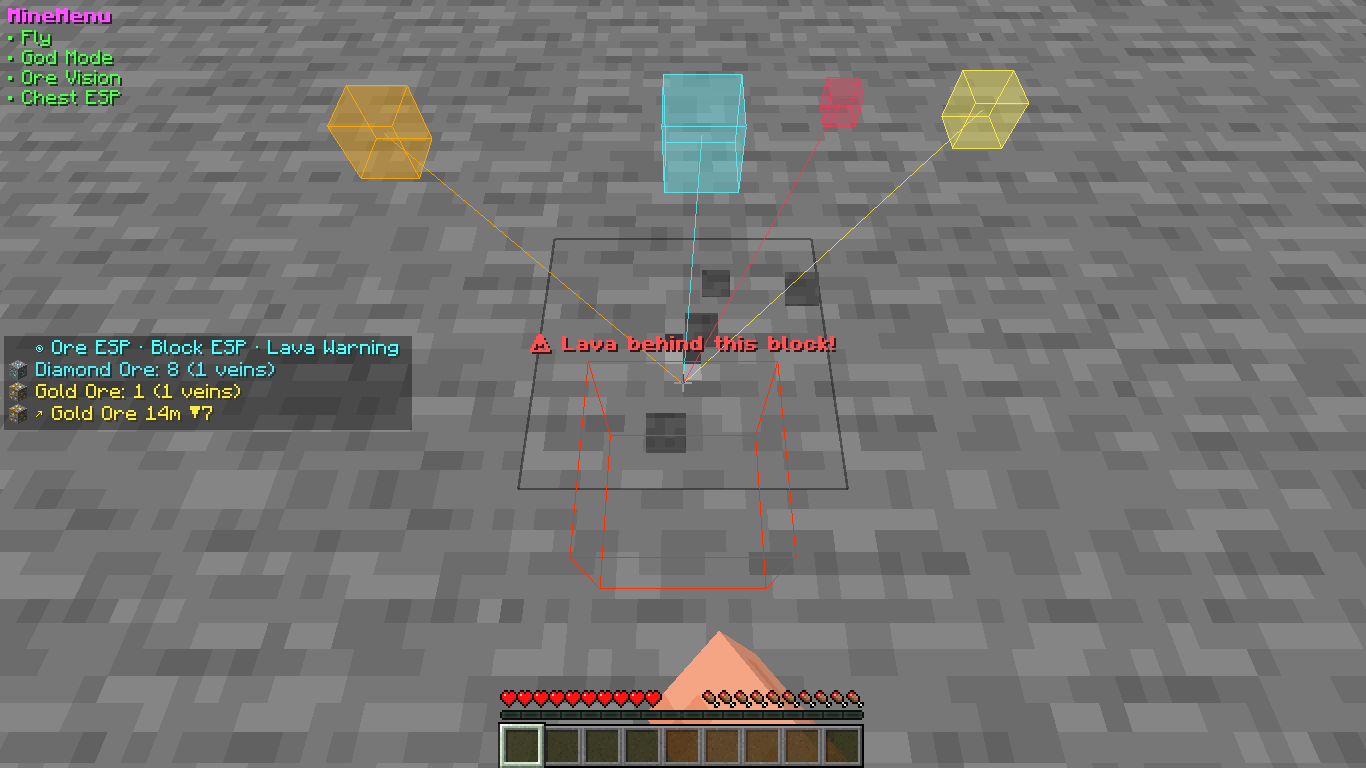 MineMenu
• Fly
• God Mode
• Ore Vision
• Chest ESP
⚠ Lava behind this block!
◎ Ore ESP · Block ESP · Lava Warning
Diamond Ore: 8 (1 veins)
Gold Ore: 1 (1 veins)
↗ Gold Ore 14m ▼7